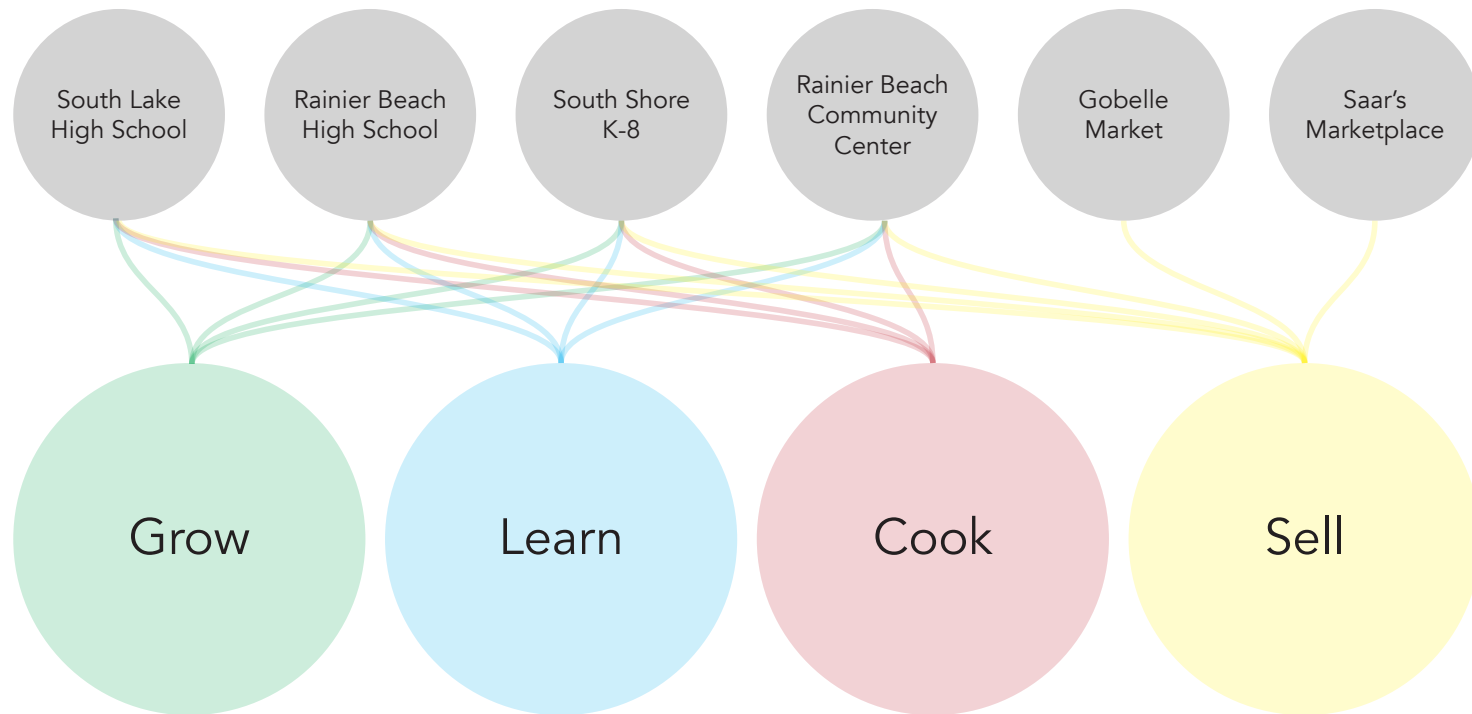 South Lake
High School
Rainier Beach
High School
South Shore
K-8
Rainier Beach
Community
Center
Gobelle
Market
Saar’s
Marketplace
Grow
Learn
Cook
Sell